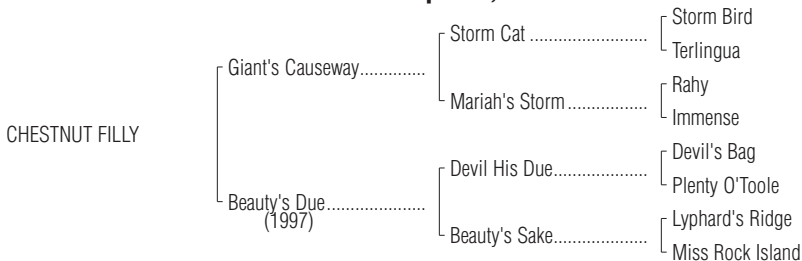 Storm Bird
Storm Cat ........................
Terlingua
Giant's Causeway..............
Rahy
Mariah's Storm .................
Immense
CHESTNUT FILLY
Devil's Bag
Devil His Due....................
Plenty O'Toole
Beauty's Due.....................
(1997)
Lyphard's Ridge
Beauty's Sake....................
Miss Rock Island